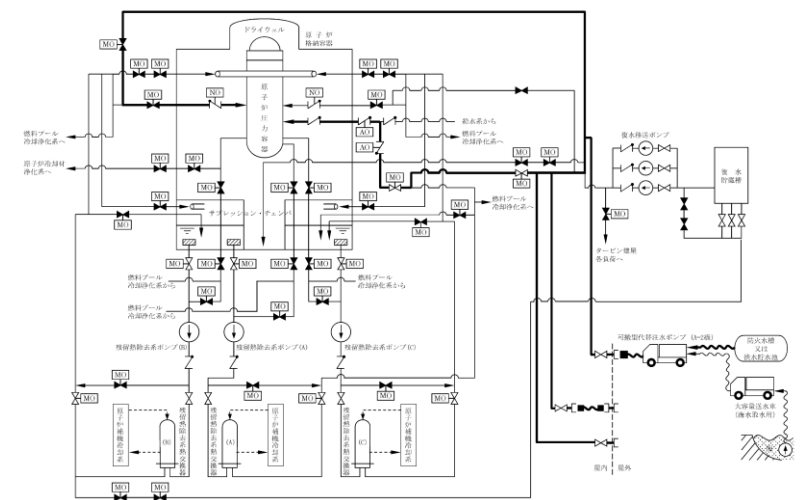 ドライウェル
原子炉
格納容器
MO
MO
MO
MO
MO
MO
NO
NO
MO
原子炉圧力容器
燃料プール
冷却浄化系へ
給水系から
AO
AO
燃料プール
冷却浄化系へ
復水移送ポンプ
復水
貯蔵槽
原子炉冷却材
浄化系へ
MO
MO
MO
MO
MO
MO
MO
MO
MO
MO
MO
MO
サプレッション・チェンバ
MO
MO
燃料プール
冷却浄化系へ
MO
MO
タービン建屋
各負荷へ
MO
MO
MO
MO
MO
MO
燃料プール
冷却浄化系から
燃料プール
冷却浄化系から
MO
MO
MO
燃料プール
冷却浄化系から
残留熱除去系ポンプ(B)
残留熱除去系ポンプ(A)
残留熱除去系ポンプ(C)
可搬型代替注水ポンプ (A-2級)
防火水槽
又は
淡水貯水池
大容量送水車
(海水取水用)
MO
MO
MO
MO
MO
MO
MO
原子炉補機冷却系
(B)
残留熱除去系熱交換器
残留熱除去系熱交換器
(A)
原子炉補機冷却系
残留熱除去系熱交換器
(C)
原子炉補機冷却系
屋内
屋外
MO
MO